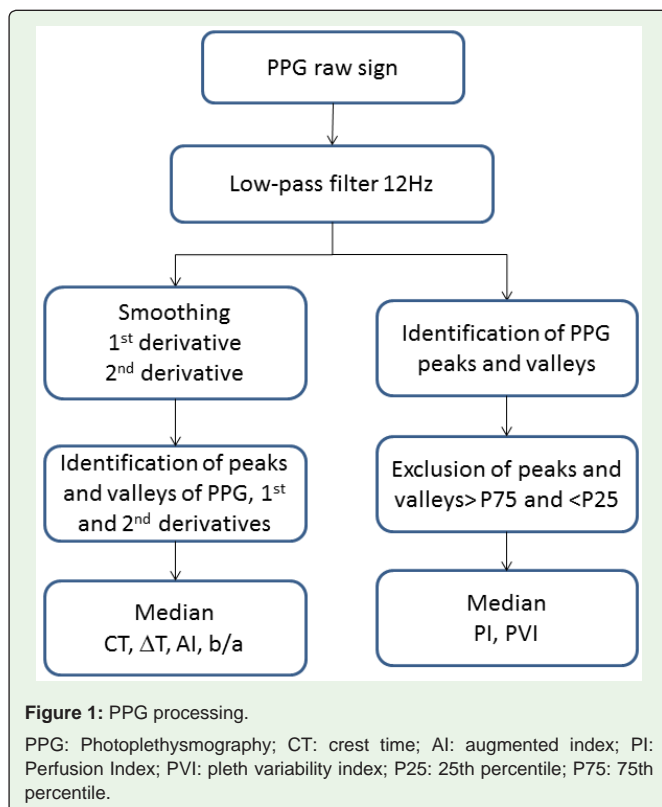 PPG raw sign
Low-pass filter 12Hz
Smoothing
1st derivative
2nd derivative
Identification of peaks
and valleys of PPG, 1st
and 2nd derivatives
Median
CT, ΔT, AI, b/a
Identification of PPG
peaks and valleys
Exclusion of peaks and
valleys> P75 and <P25
Median
PI, PVI
Figure 1: PPG processing.
PPG: Photoplethysmography; CT: crest time; AI: augmented index; PI:
Perfusion Index; PVI: pleth variability index; P25: 25th percentile; P75: 75th
percentile.